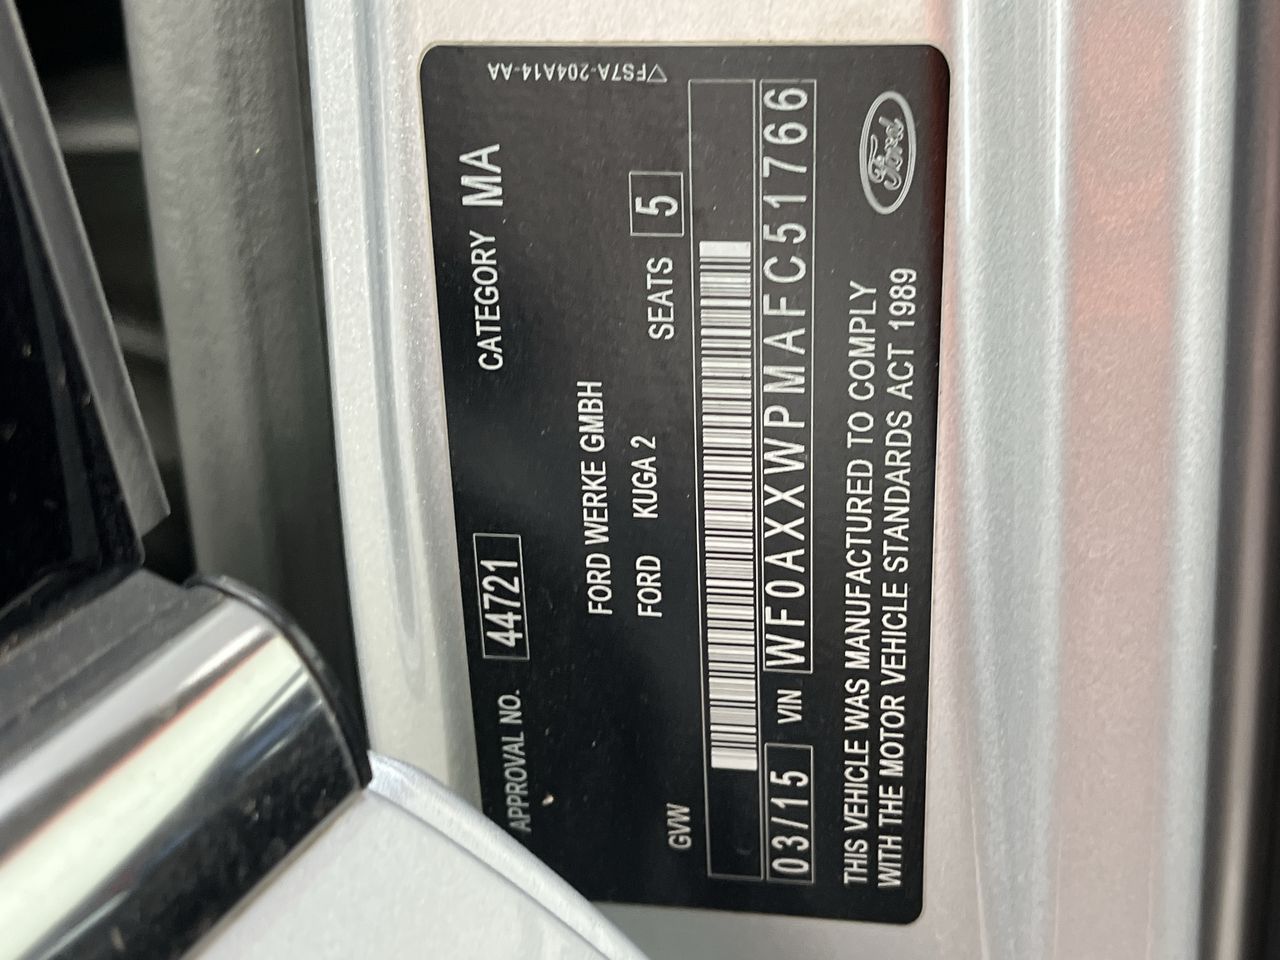 ▽FS7A-204A14-AA
APPROVAL NO. 44721 CATEGORY MA
FORD WERKE GMBH
FORD KUGA 2 SEATS 5
GVW
03/15 VIN WF0AXXWPMAFC51766
THIS VEHICLE WAS MANUFACTURED TO COMPLY
WITH THE MOTOR VEHICLE STANDARDS ACT 1989
Ford